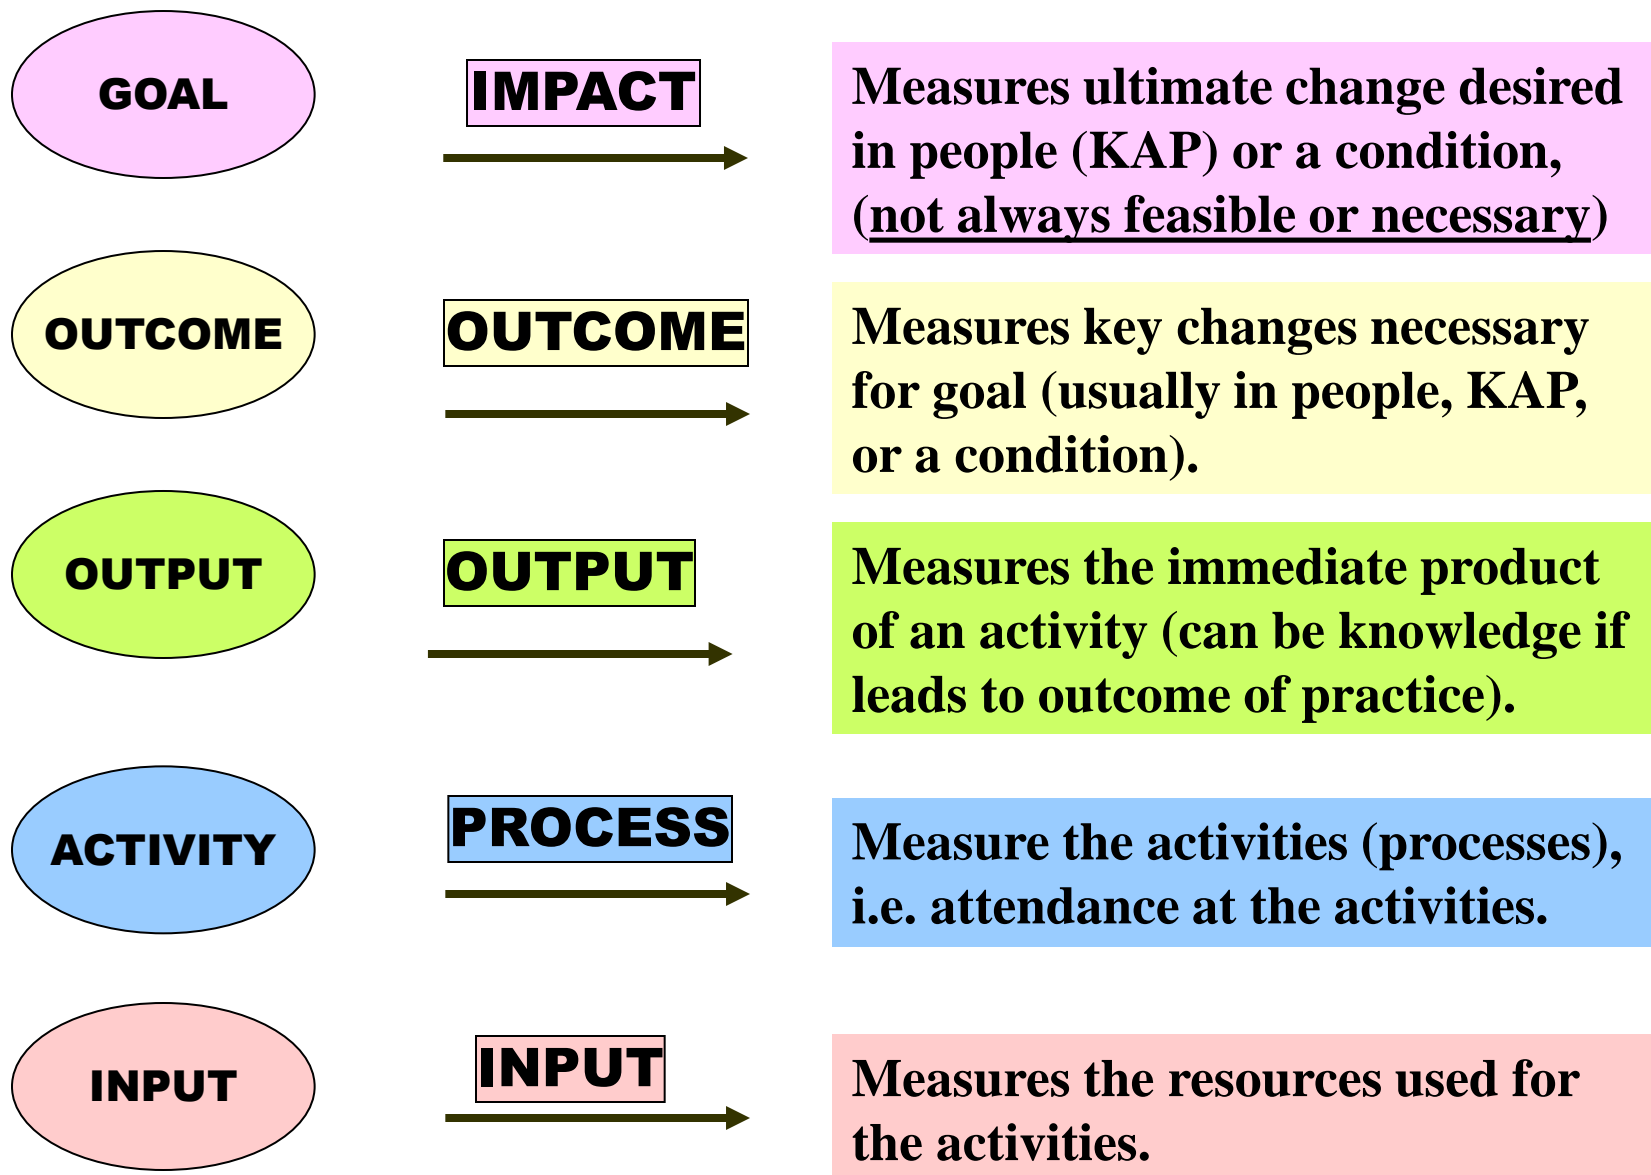 GOAL
IMPACT
Measures ultimate change desired
in people (KAP) or a condition,
(not always feasible or necessary)
OUTCOME
OUTCOME
Measures key changes necessary
for goal (usually in people, KAP,
or a condition).
OUTPUT
OUTPUT
Measures the immediate product
of an activity (can be knowledge if
leads to outcome of practice).
ACTIVITY
PROCESS
Measure the activities (processes),
i.e. attendance at the activities.
INPUT
INPUT
Measures the resources used for
the activities.